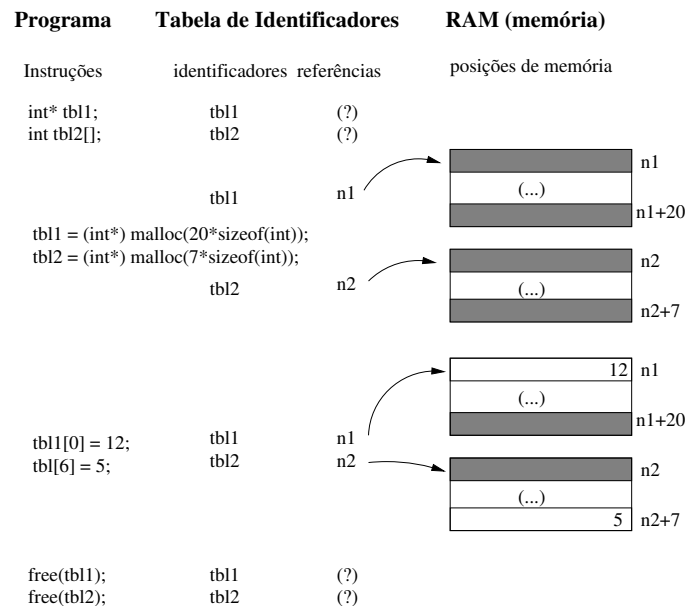 Programa Tabela de Identificadores RAM (memória)
Instruções identificadores referências posições de memória
int* tbl1; tbl1 (?)
int tbl2[]; tbl2 (?)
n1
tbl1 n1 (...)
n1+20
tbl1 = (int*) malloc(20*sizeof(int));
tbl2 = (int*) malloc(7*sizeof(int)); n2
tbl2 n2 (...)
n2+7
12 n1
(...)
n1+20
tbl1[0] = 12; tbl1 n1
tbl[6] = 5; tbl2 n2 n2
(...)
5 n2+7
free(tbl1); tbl1 (?)
free(tbl2); tbl2 (?)